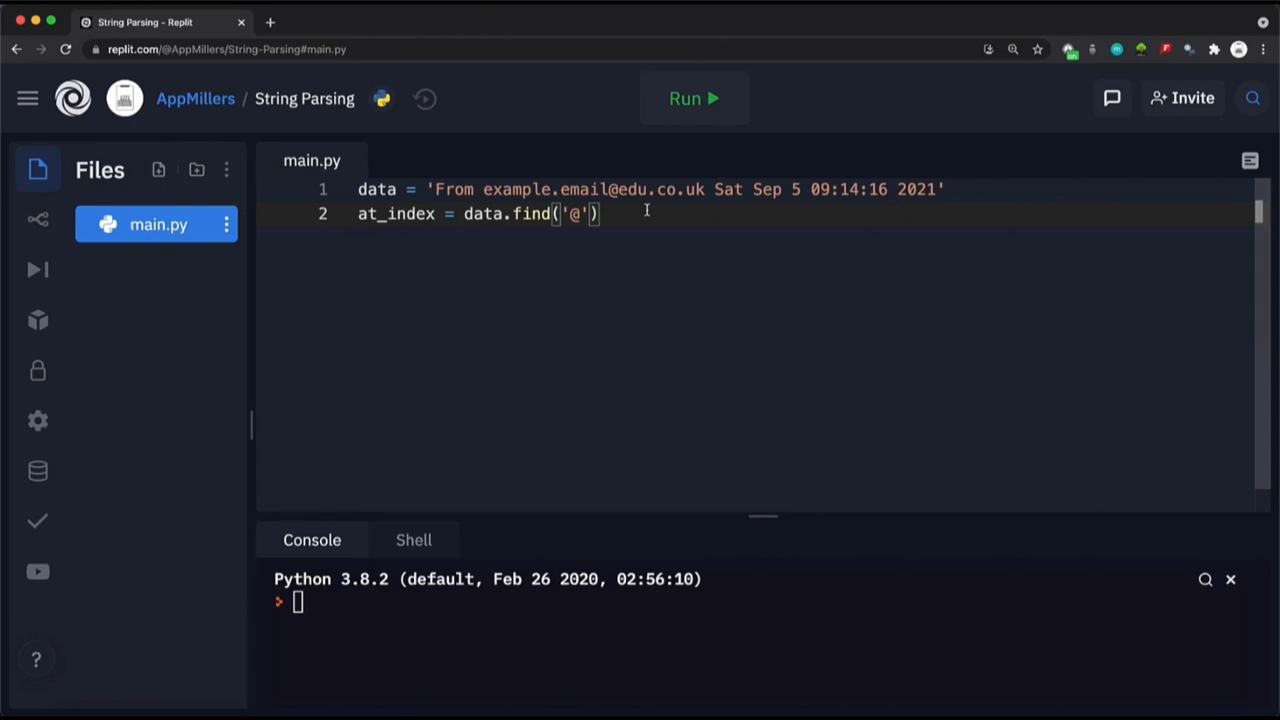 String Parsing - Replit
replit.com/@AppMillers/String-Parsing#main.py
AppMillers / String Parsing
Run
Invite
Files
main.py
main.py
1 data = 'From example.email@edu.co.uk Sat Sep 5 09:14:16 2021'
2 at_index = data.find('@')
Console
Shell
Python 3.8.2 (default, Feb 26 2020, 02:56:10)
?